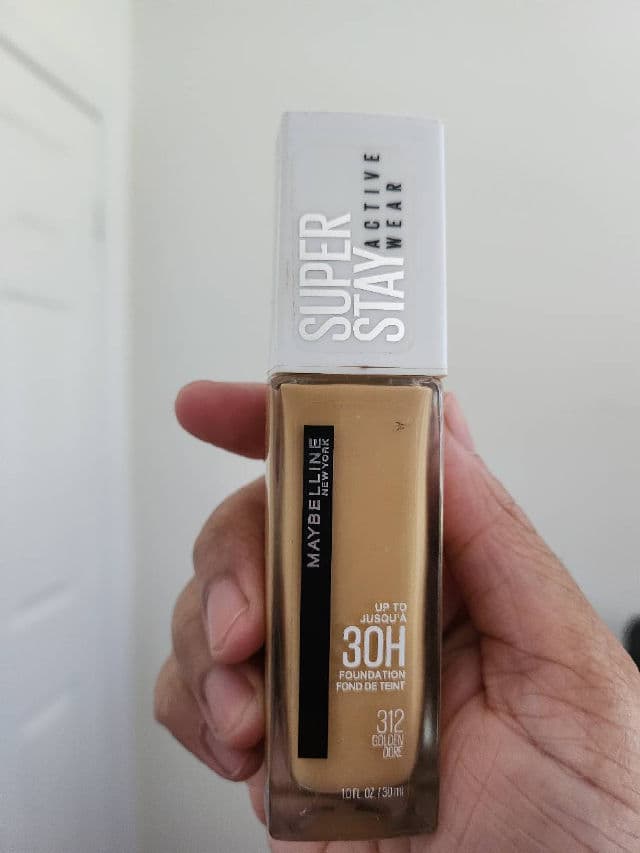 SUPER
STAY
ACTIVE
WEAR
MAYBELLINE
NEW YORK
UP TO
JUSQU'À
30H
FOUNDATION
FOND DE TEINT
312
GOLDEN
DORÉ
1.0 FL. OZ. / 30 ml